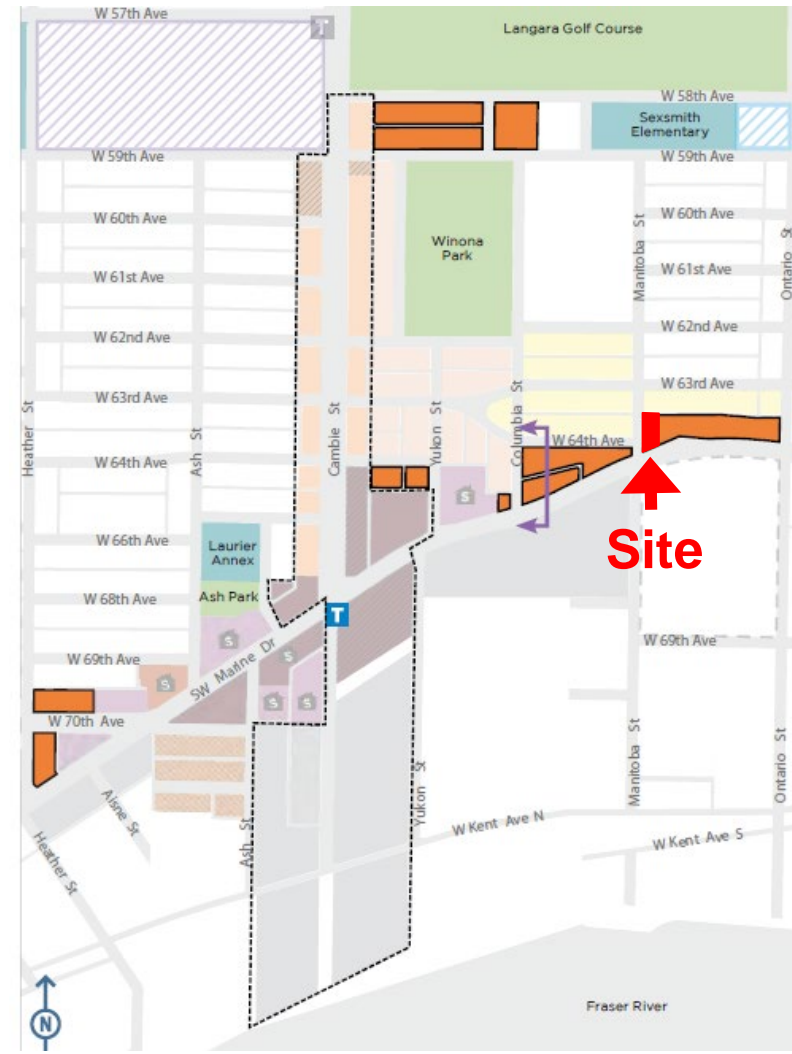 W 57th Ave
T
Langara Golf Course
W 58th Ave
Sexsmith
Elementary
W 59th Ave
W 59th Ave
W 60th Ave
W 60th Ave
Winona
Park
Manitoba St
Ontario St
W 61st Ave
W 61st Ave
W 62nd Ave
W 62nd Ave
W 63rd Ave
W 63rd Ave
Heather St
Ash St
Cambie St
Yukon St
Columbia St
W 64th Ave
W 64th Ave
S
Site
W 66th Ave
Laurier
Annex
W 68th Ave
Ash Park
T
W 69th Ave
W 69th Ave
SW Marine Dr
S
S
S
S
S
W 70th Ave
Aisne St
Heather St
Ash St
Yukon St
Manitoba St
Ontario St
W Kent Ave N
W Kent Ave S
Fraser River
N